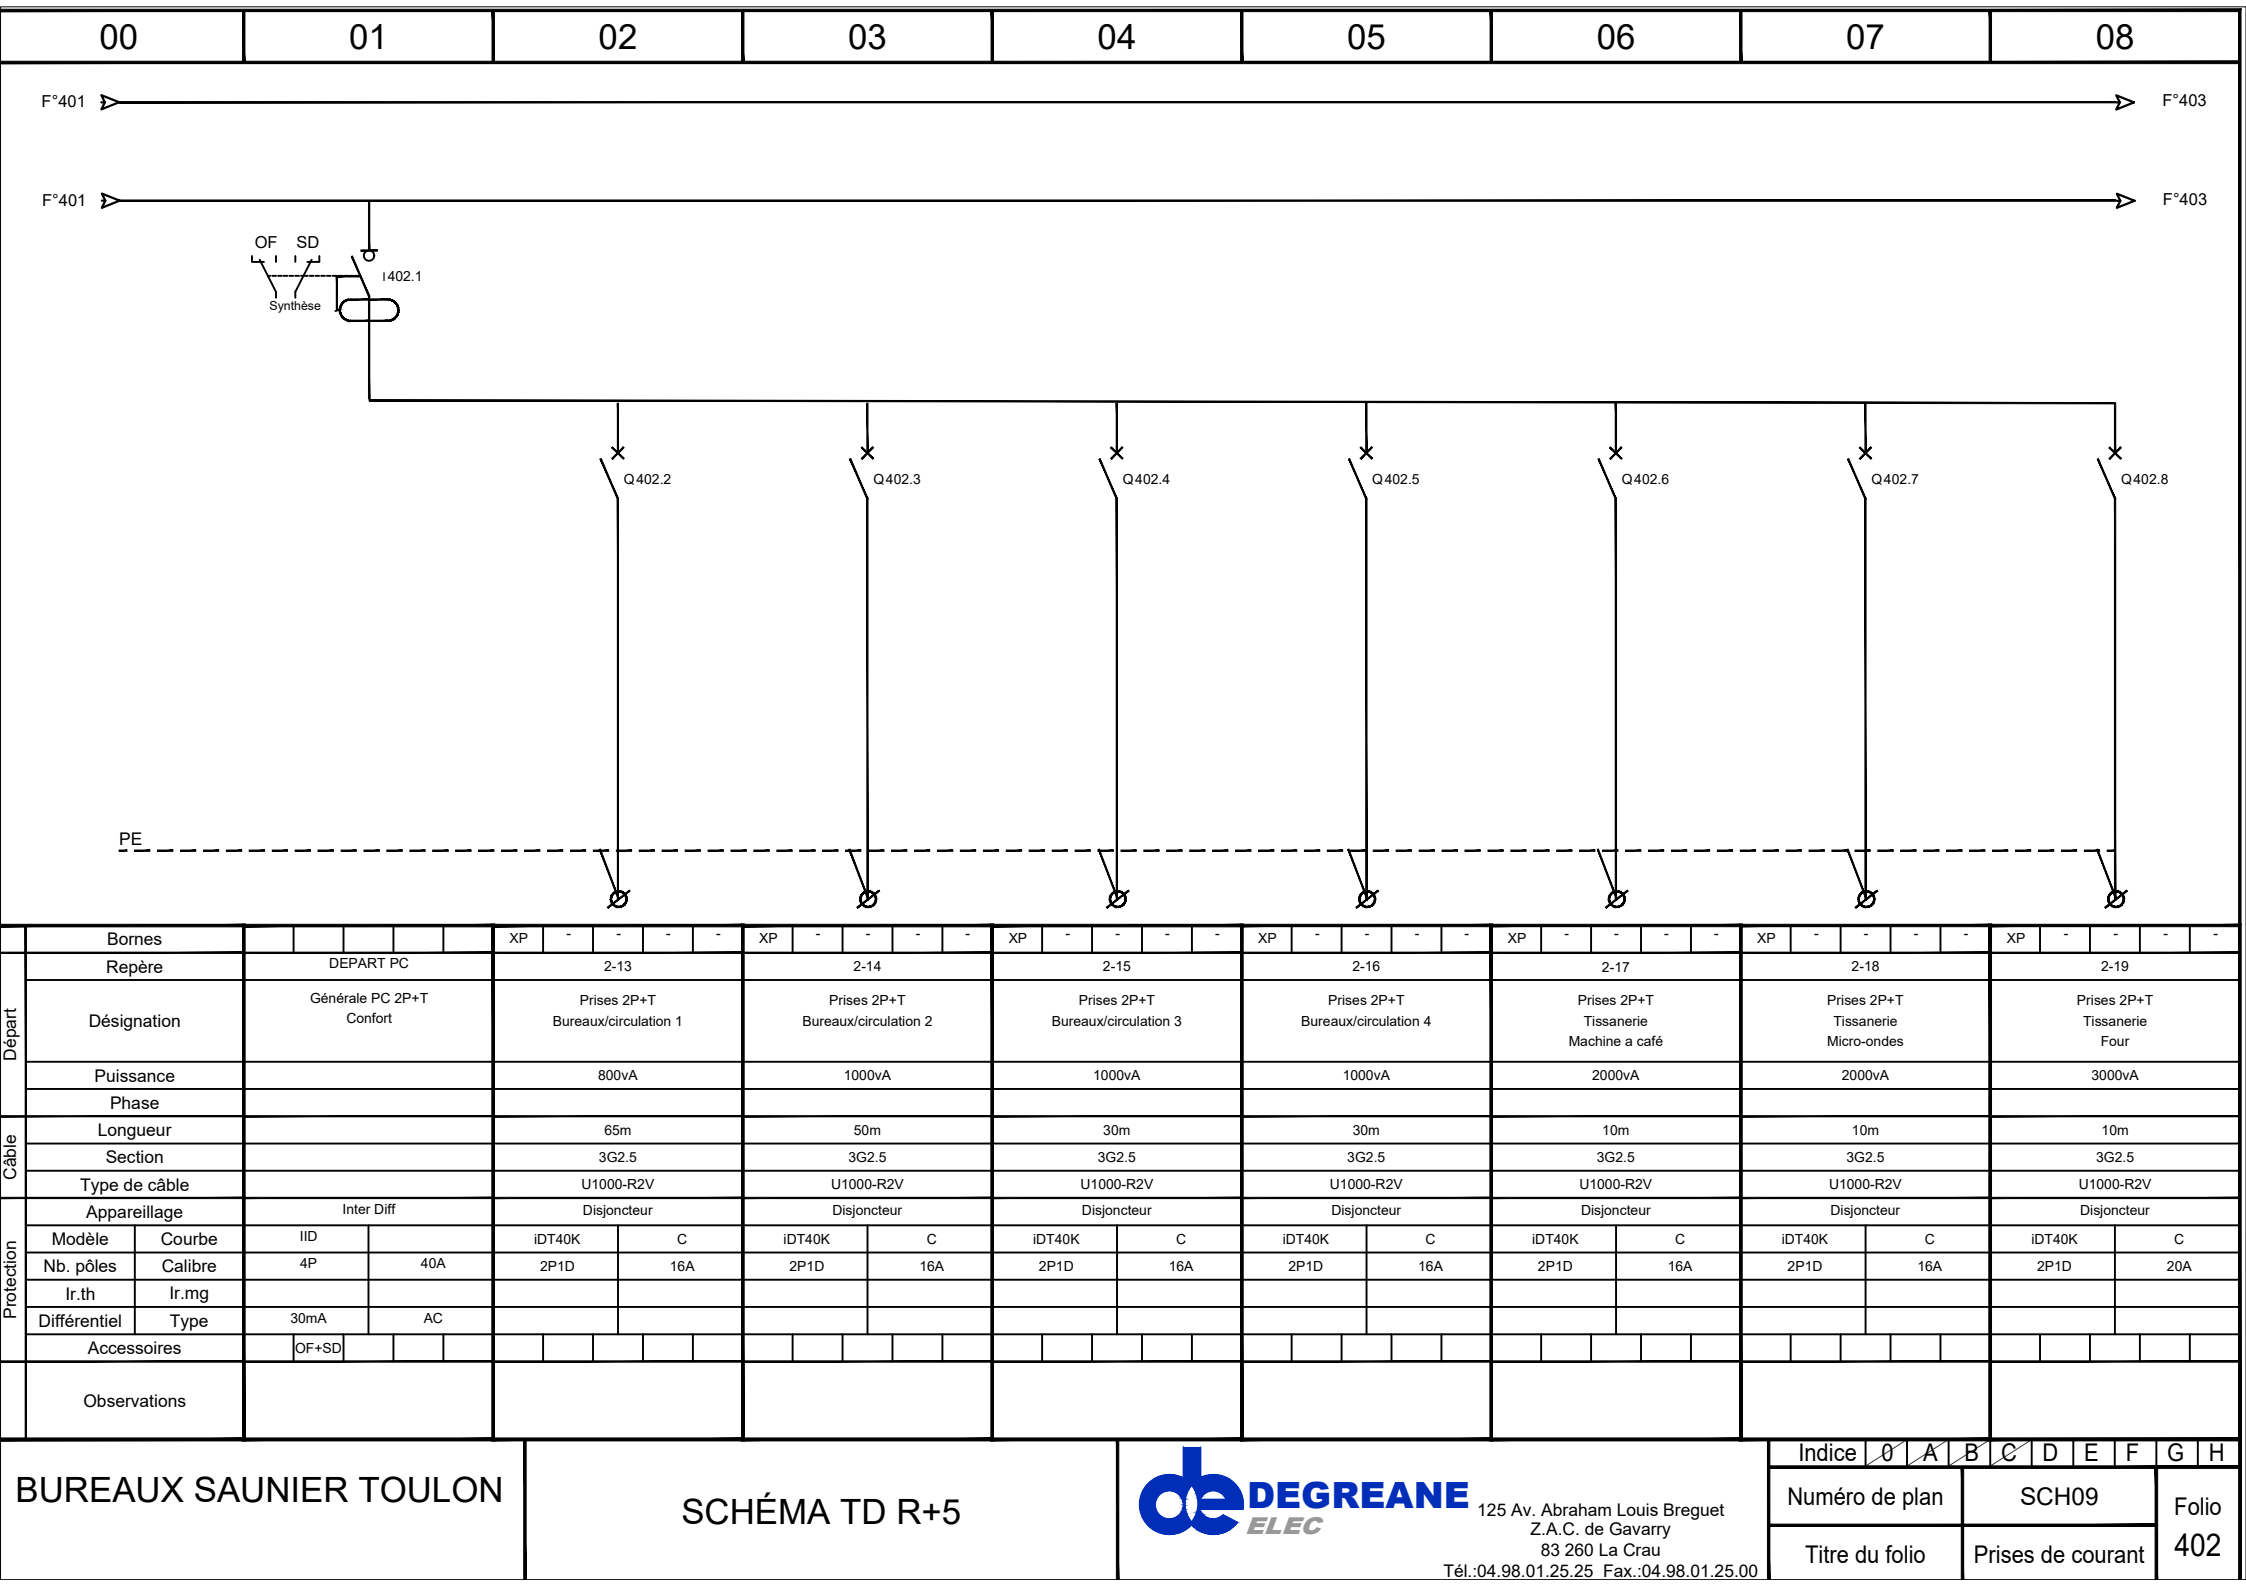 00 01 02 03 04 05 06 07 08
F°401 F°403
F°401 F°403
OF SD
I402.1
Synthèse
Q402.2 Q402.3 Q402.4 Q402.5 Q402.6 Q402.7 Q402.8
PE
Bornes XP - - - - XP - - - - XP - - - - XP - - - - XP - - - - XP - - - - XP - - - -
Départ
Repère DEPART PC 2-13 2-14 2-15 2-16 2-17 2-18 2-19
Désignation
Générale PC 2P+T Prises 2P+T Prises 2P+T Prises 2P+T Prises 2P+T Prises 2P+T Prises 2P+T Prises 2P+T
Confort Bureaux/circulation 1 Bureaux/circulation 2 Bureaux/circulation 3 Bureaux/circulation 4 Tissanerie Tissanerie Tissanerie
Machine a café Micro-ondes Four
Puissance 800vA 1000vA 1000vA 1000vA 2000vA 2000vA 3000vA
Phase
Câble
Longueur 65m 50m 30m 30m 10m 10m 10m
Section 3G2.5 3G2.5 3G2.5 3G2.5 3G2.5 3G2.5 3G2.5
Type de câble U1000-R2V U1000-R2V U1000-R2V U1000-R2V U1000-R2V U1000-R2V U1000-R2V
Protection
Appareillage Inter Diff Disjoncteur Disjoncteur Disjoncteur Disjoncteur Disjoncteur Disjoncteur Disjoncteur
Modèle Courbe IID iDT40K C iDT40K C iDT40K C iDT40K C iDT40K C iDT40K C iDT40K C
Nb. pôles Calibre 4P 40A 2P1D 16A 2P1D 16A 2P1D 16A 2P1D 16A 2P1D 16A 2P1D 16A 2P1D 20A
Ir.th Ir.mg
Différentiel Type 30mA AC
Accessoires OF+SD
Observations
BUREAUX SAUNIER TOULON
SCHÉMA TD R+5
de DEGREANE
ELEC
125 Av. Abraham Louis Breguet
Z.A.C. de Gavarry
83 260 La Crau
Tél.:04.98.01.25.25 Fax.:04.98.01.25.00
Indice 0 A B C D E F G H
Numéro de plan SCH09
Folio
402
Titre du folio Prises de courant